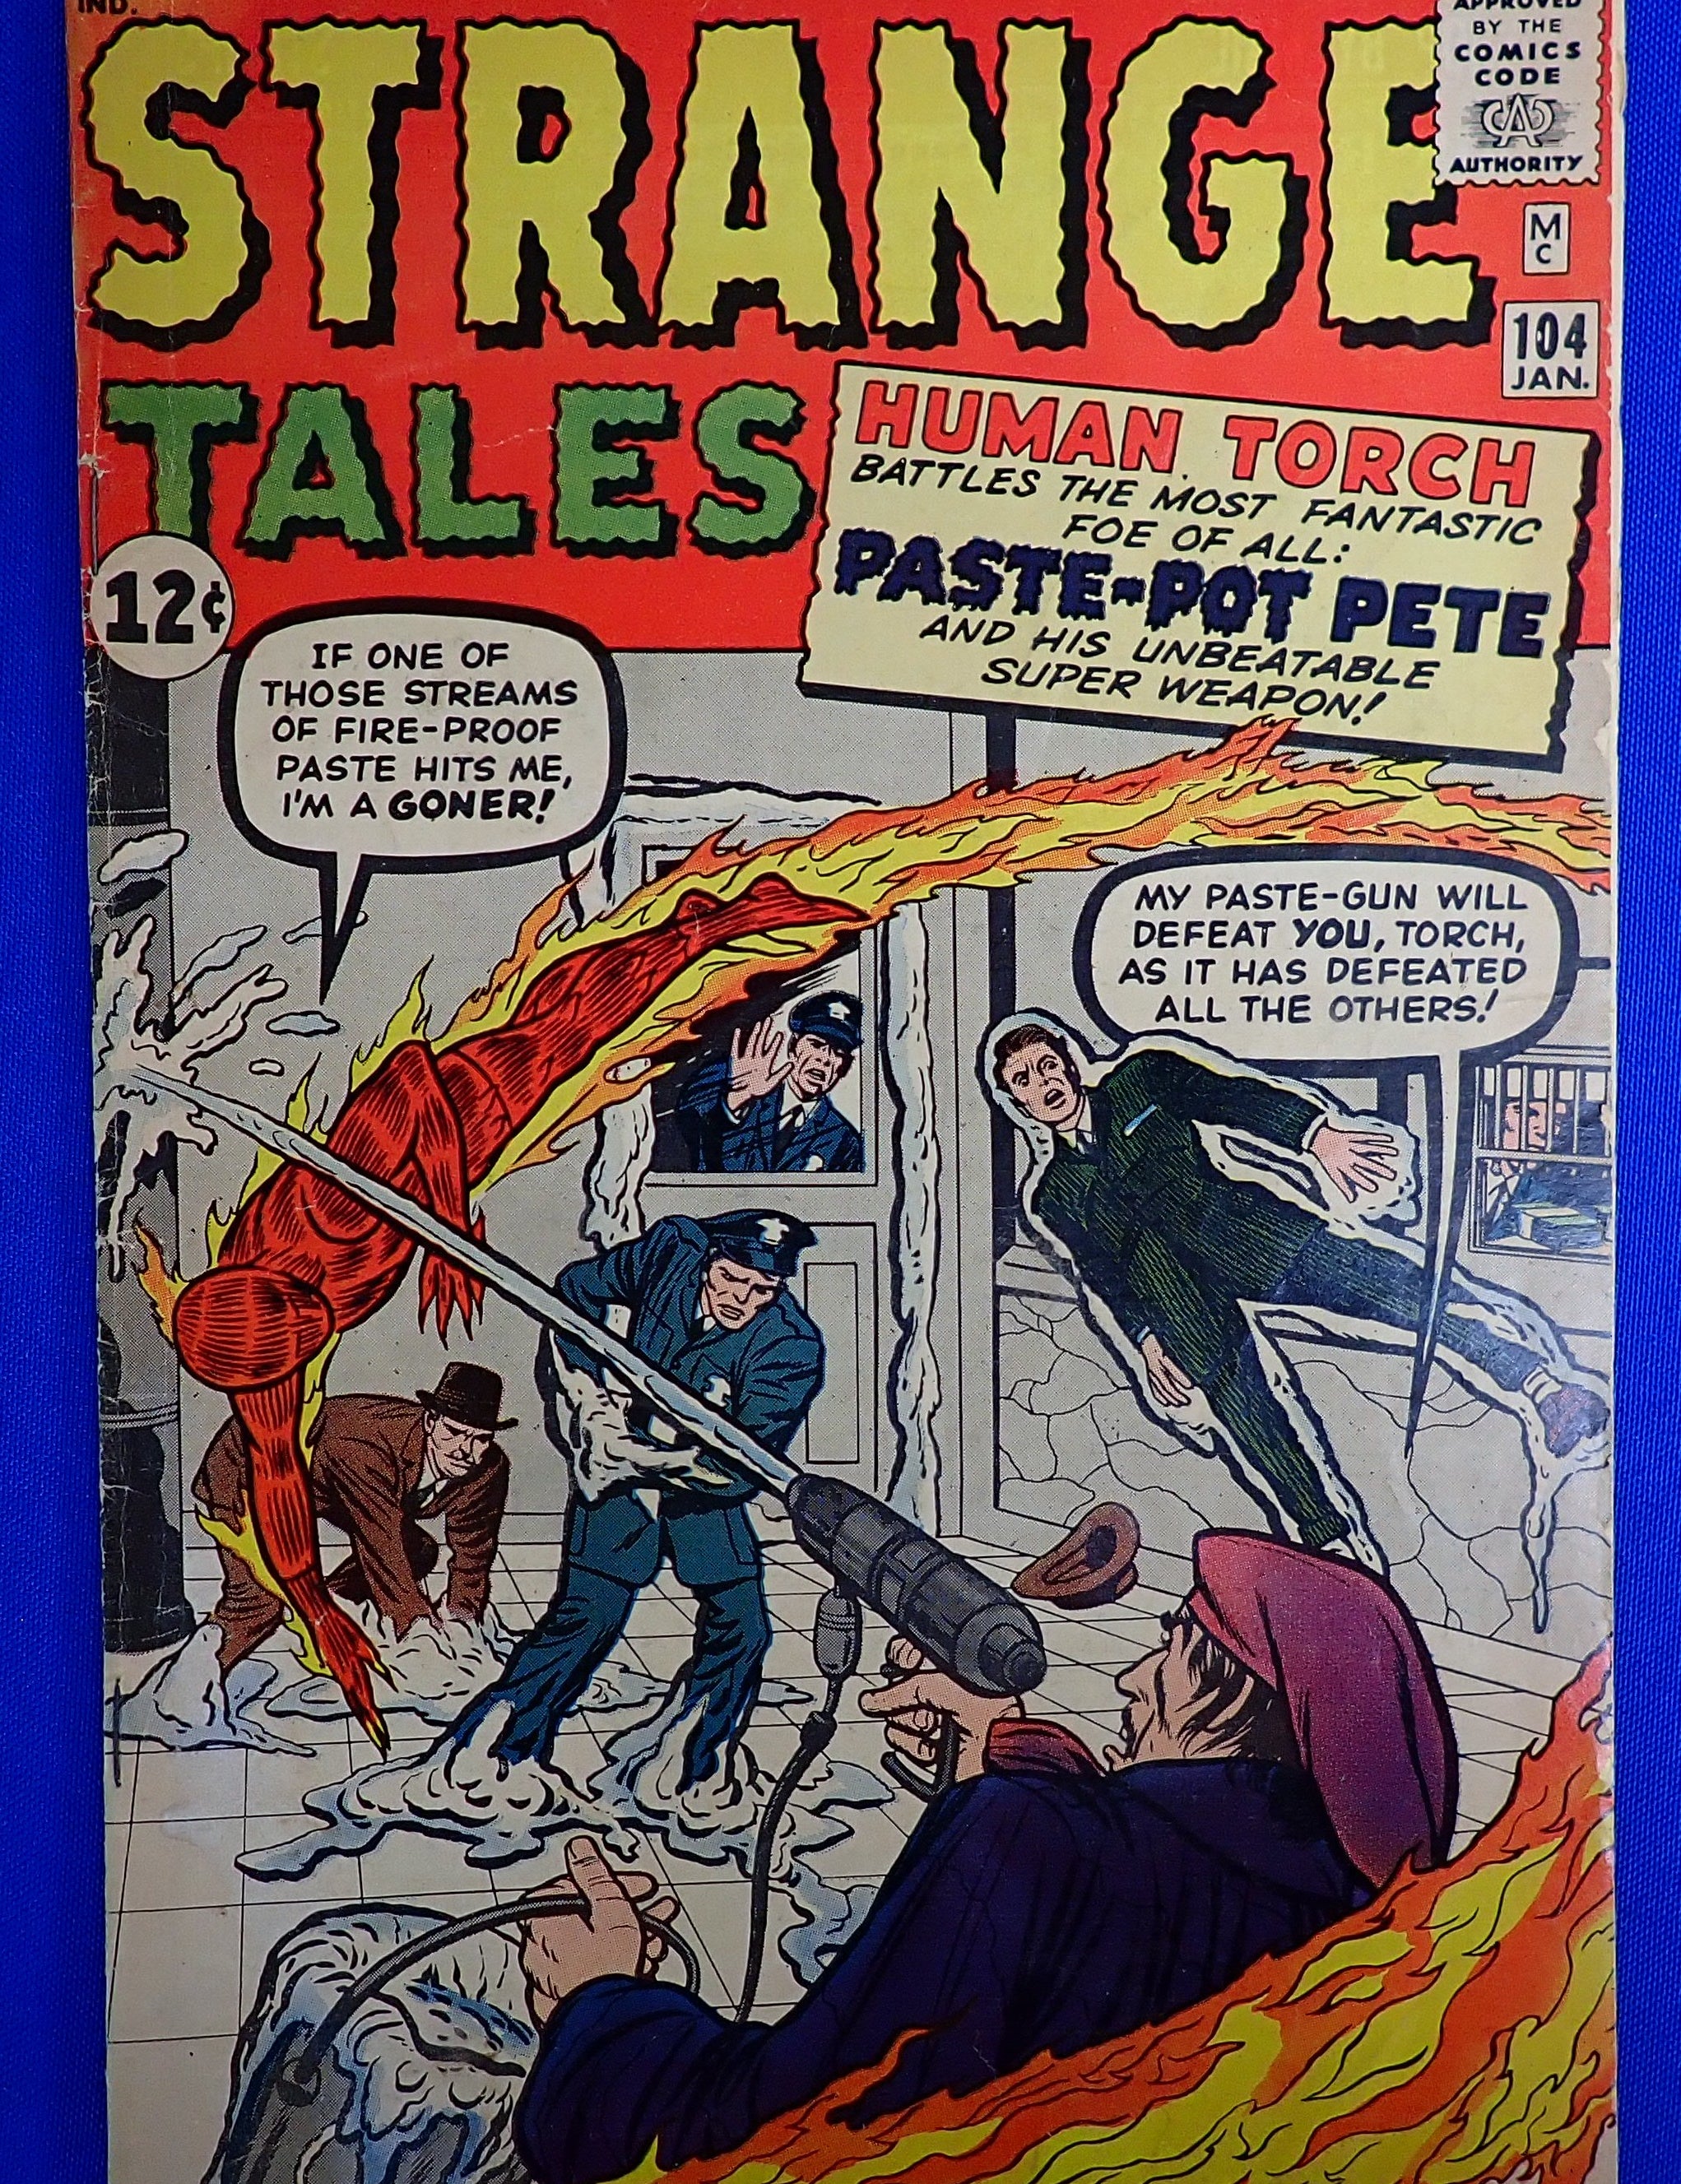 IND.
STRANGE
TALES
APPROVED
BY THE
COMICS
CODE
CA
AUTHORITY
M
C
104
JAN.
HUMAN TORCH
BATTLES THE MOST FANTASTIC
FOE OF ALL:
PASTE-POT PETE
AND HIS UNBEATABLE
SUPER WEAPON!
12¢
IF ONE OF
THOSE STREAMS
OF FIRE-PROOF
PASTE HITS ME,
I'M A GONER!
MY PASTE-GUN WILL
DEFEAT YOU, TORCH,
AS IT HAS DEFEATED
ALL THE OTHERS!